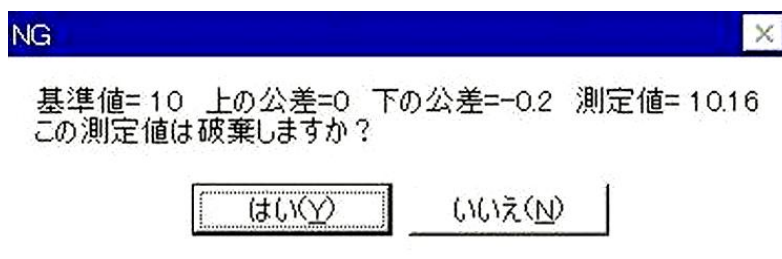 NG
基準値= 10 上の公差=0 下の公差=-0.2 測定値= 10.16
この測定値は破棄しますか？
はい(Y) いいえ(N)